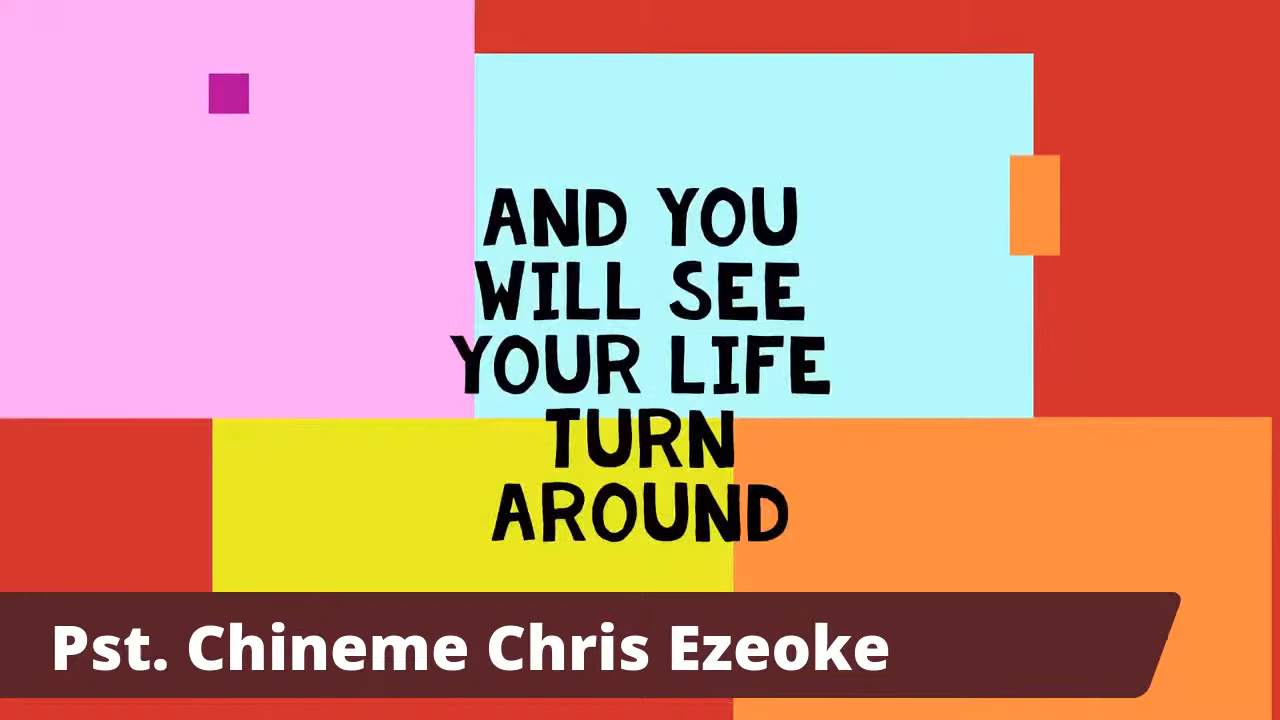 AND YOU
WILL SEE
YOUR LIFE
TURN
AROUND
Pst. Chineme Chris Ezeoke